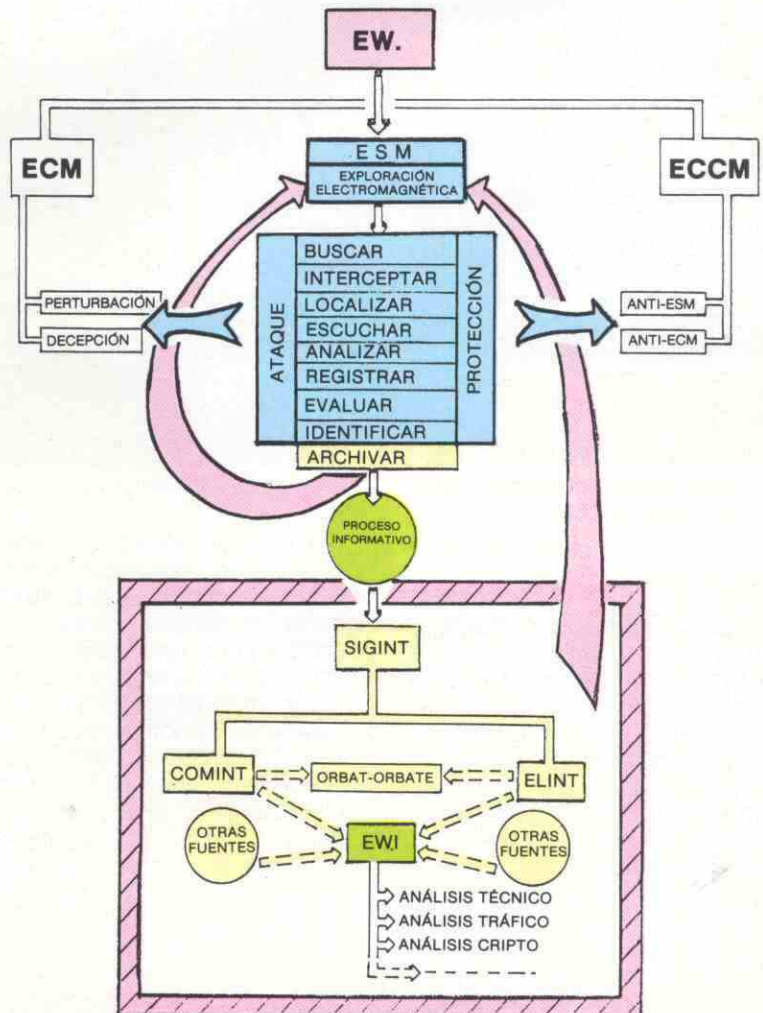 EW.
ECM
ESM
EXPLORACIÓN
ELECTROMAGNÉTICA
ECCM
PERTURBACIÓN
DECEPCIÓN
ATAQUE
BUSCAR
INTERCEPTAR
LOCALIZAR
ESCUCHAR
ANALIZAR
REGISTRAR
EVALUAR
IDENTIFICAR
ARCHIVAR
PROTECCIÓN
ANTI-ESM
ANTI-ECM
PROCESO
INFORMATIVO
SIGINT
COMINT
ORBAT-ORBATE
ELINT
OTRAS
FUENTES
EW.I
OTRAS
FUENTES
ANÁLISIS TÉCNICO
ANÁLISIS TRÁFICO
ANÁLISIS CRIPTO